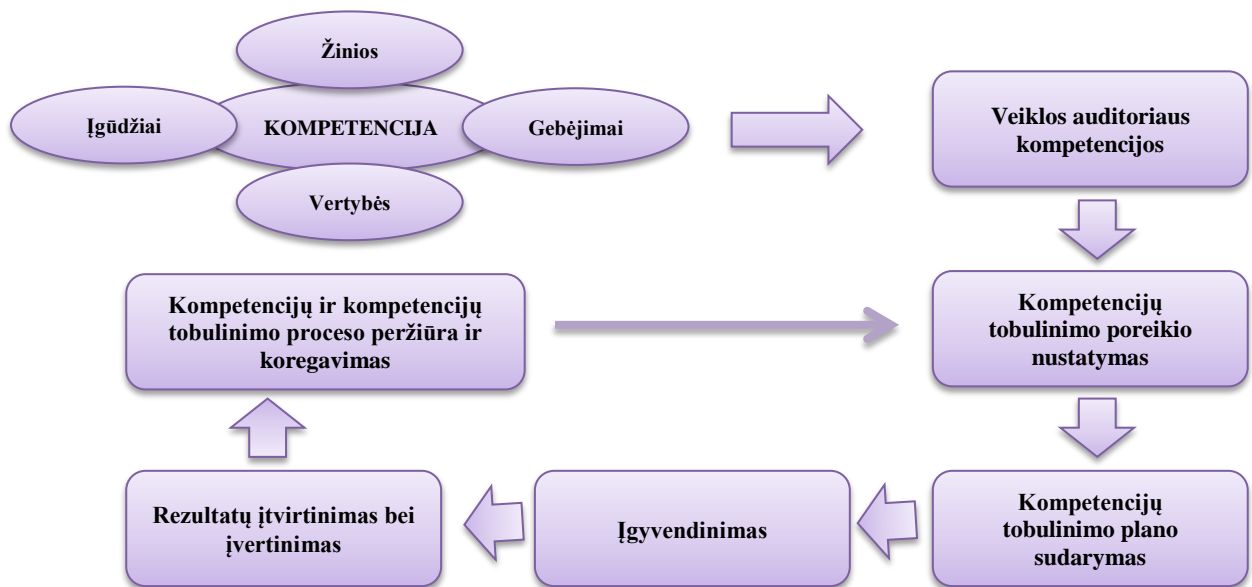 Žinios
Įgūdžiai
KOMPETENCIJA
Gebėjimai
Vertybės
Veiklos auditoriaus
kompetencijos
Kompetencijų ir kompetencijų
tobulinimo proceso peržiūra ir
koregavimas
Kompetencijų
tobulinimo poreikio
nustatymas
Rezultatų įtvirtinimas bei
įvertinimas
Įgyvendinimas
Kompetencijų
tobulinimo plano
sudarymas